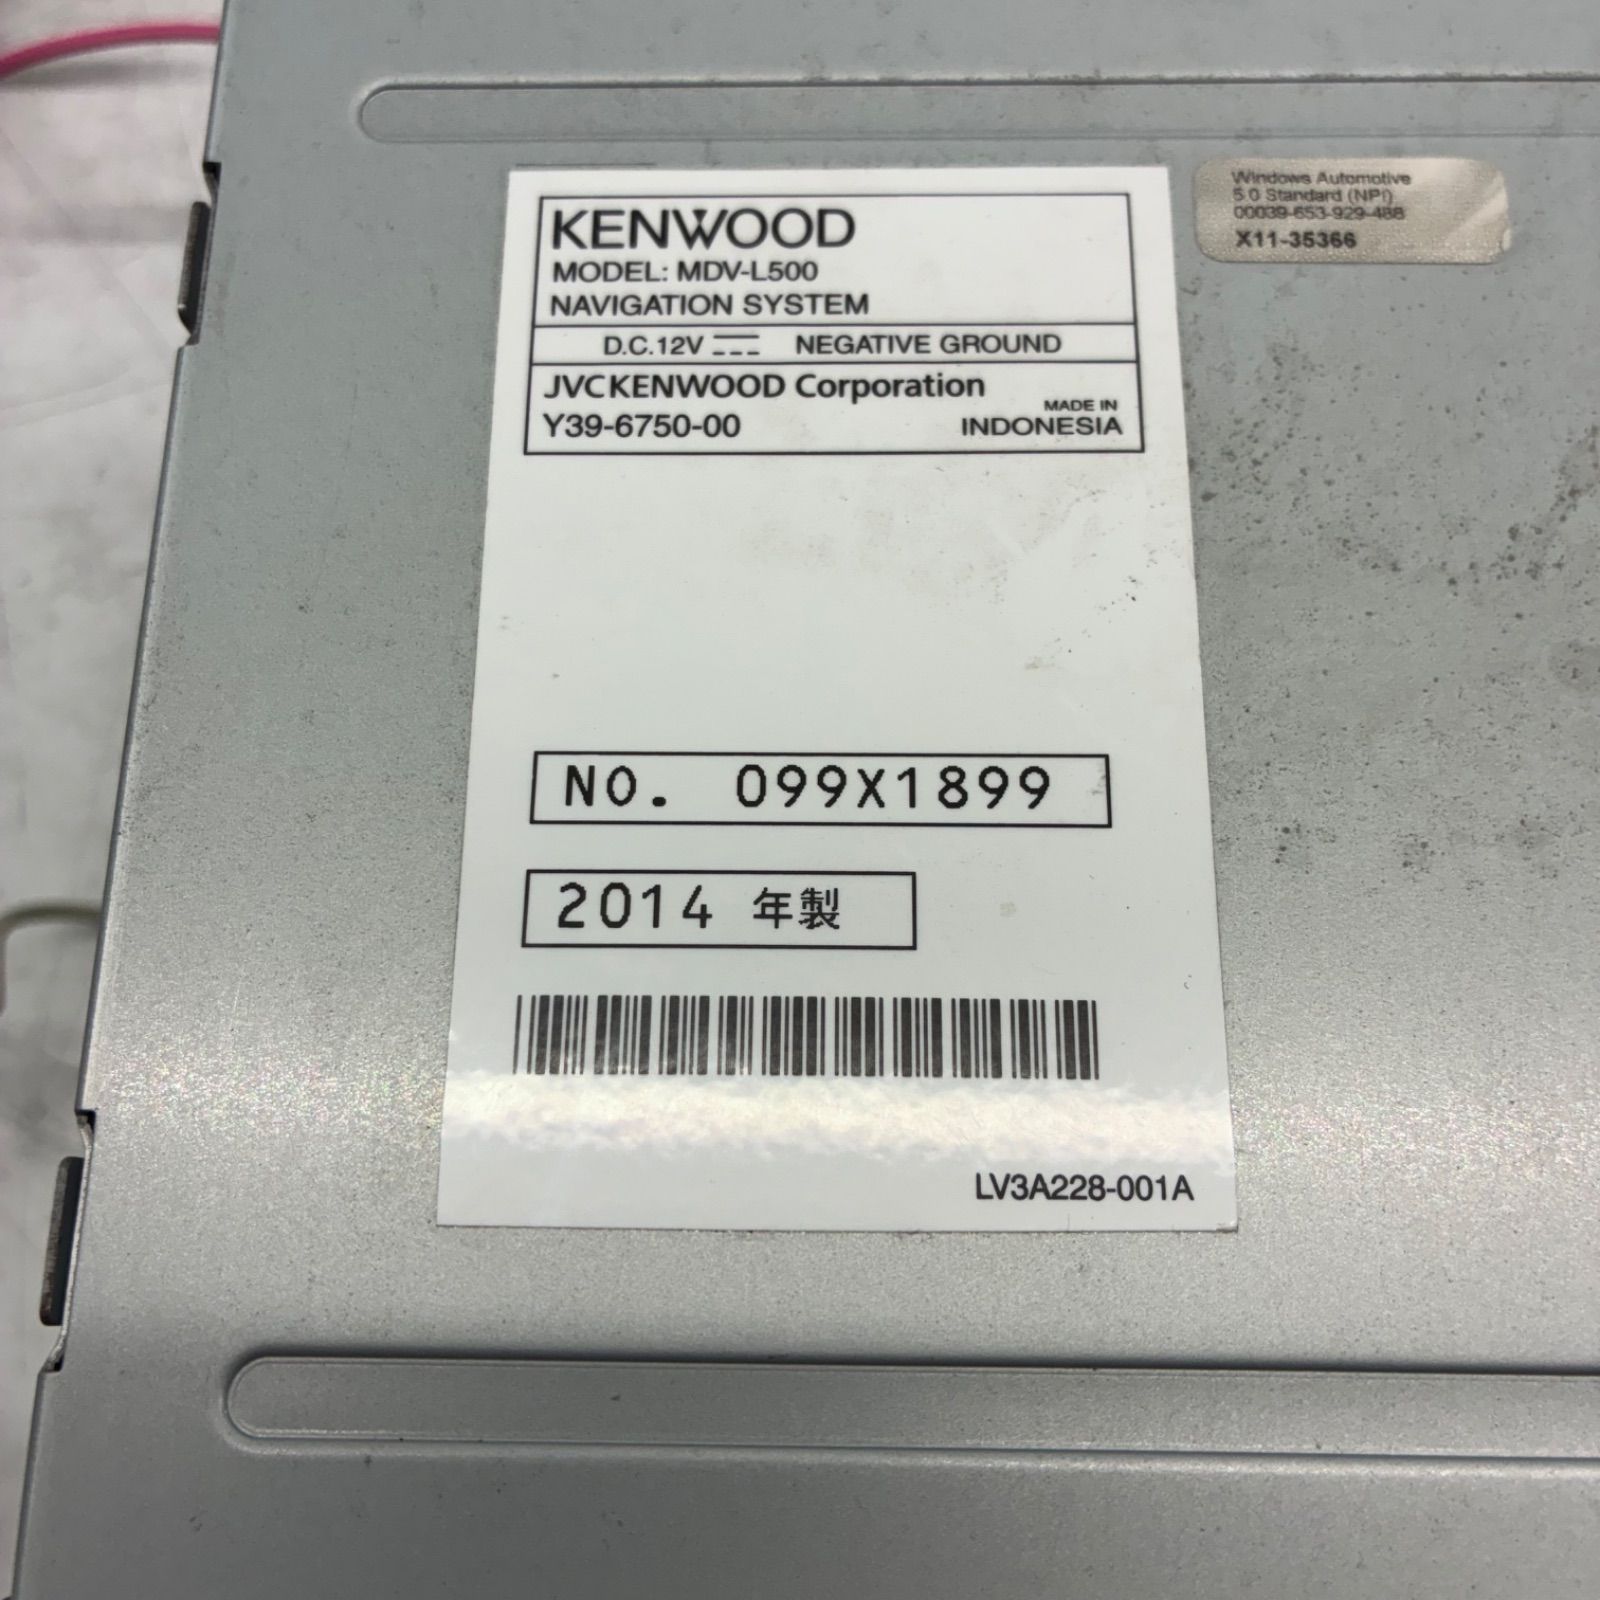 KENWOOD
MODEL: MDV-L500
NAVIGATION SYSTEM
D.C.12V NEGATIVE GROUND
JVCKENWOOD Corporation
Y39-6750-00
MADE IN
INDONESIA
Windows Automotive
5.0 Standard (NPI)
00039-653-929-488
X11-35366
NO. 099X1899
2014 年製
LV3A228-001A